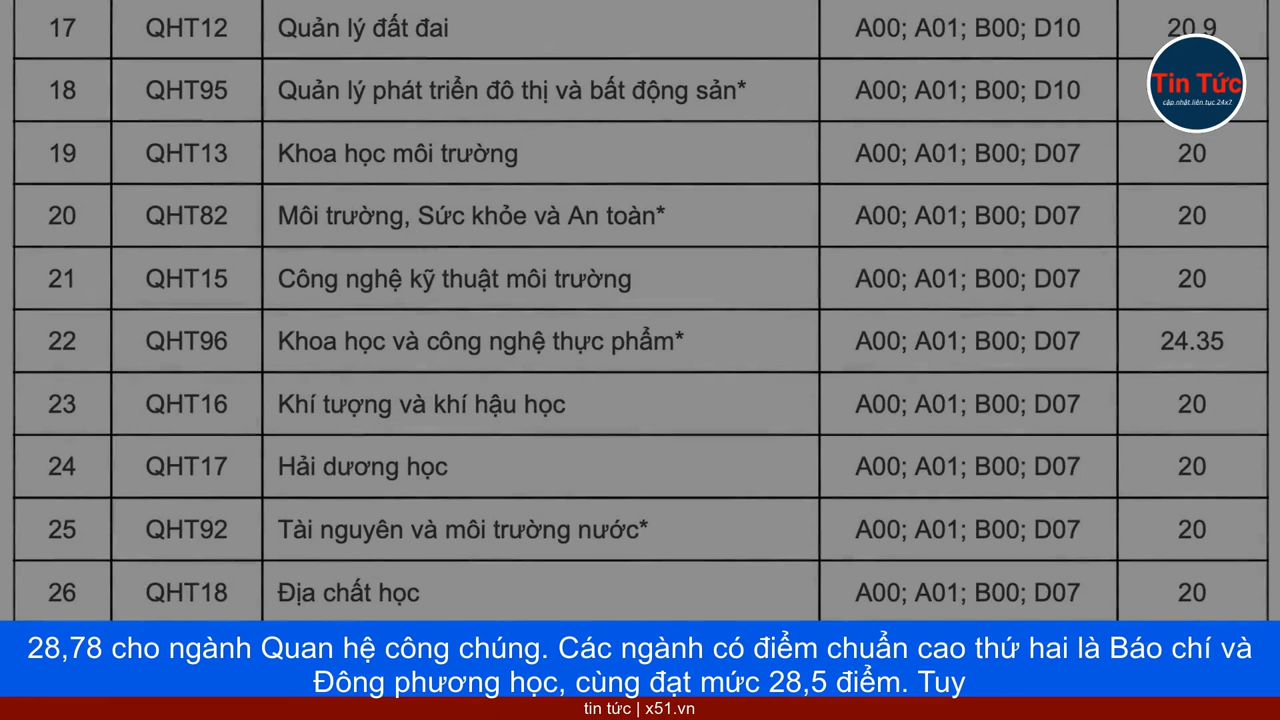 17 QHT12 Quản lý đất đai A00; A01; B00; D10 20.9
18 QHT95 Quản lý phát triển đô thị và bất động sản* A00; A01; B00; D10
Tin Tức
cập nhật liên tục 24x7
19 QHT13 Khoa học môi trường A00; A01; B00; D07 20
20 QHT82 Môi trường, Sức khỏe và An toàn* A00; A01; B00; D07 20
21 QHT15 Công nghệ kỹ thuật môi trường A00; A01; B00; D07 20
22 QHT96 Khoa học và công nghệ thực phẩm* A00; A01; B00; D07 24.35
23 QHT16 Khí tượng và khí hậu học A00; A01; B00; D07 20
24 QHT17 Hải dương học A00; A01; B00; D07 20
25 QHT92 Tài nguyên và môi trường nước* A00; A01; B00; D07 20
26 QHT18 Địa chất học A00; A01; B00; D07 20
28,78 cho ngành Quan hệ công chúng. Các ngành có điểm chuẩn cao thứ hai là Báo chí và
Đông phương học, cùng đạt mức 28,5 điểm. Tuy
tin tức | x51.vn